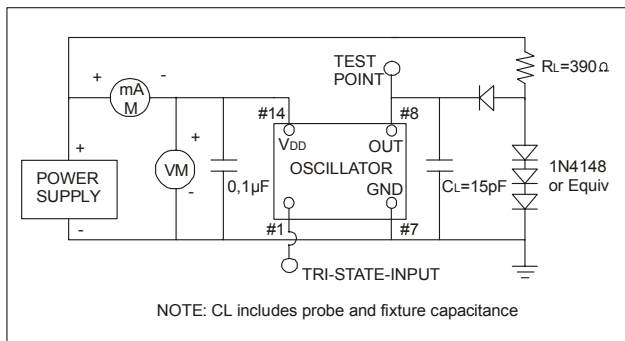 TEST
POINT
RL=390Ω
+
-
mA
M
#14
#8
+
VDD
OUT
OSCILLATOR
+
POWER
SUPPLY
-
VM
-
0,1µF
GND
CL=15pF
1N4148
or Equiv
#1
#7
TRI-STATE-INPUT
NOTE: CL includes probe and fixture capacitance